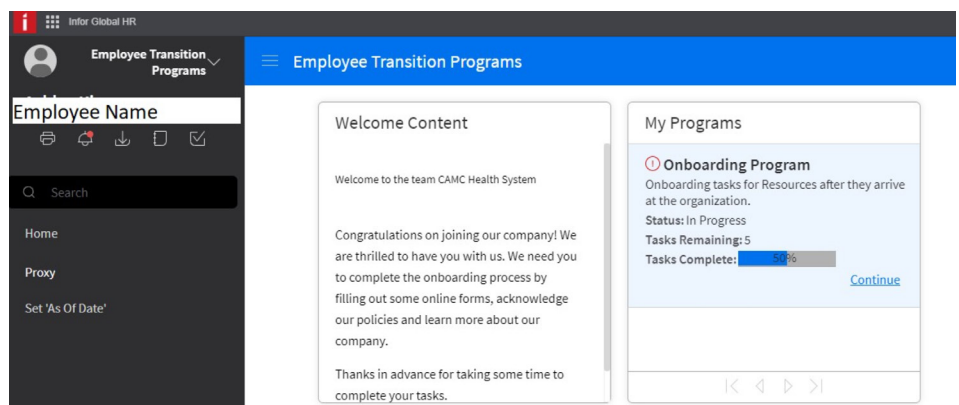 Infor Global HR
Employee Transition
Programs
Employee Name
Search
Home
Proxy
Set 'As Of Date'
Employee Transition Programs
Welcome Content
Welcome to the team CAMC Health System
Congratulations on joining our company! We
are thrilled to have you with us. We need you
to complete the onboarding process by
filling out some online forms, acknowledge
our policies and learn more about our
company.
Thanks in advance for taking some time to
complete your tasks.
My Programs
Onboarding Program
Onboarding tasks for Resources after they arrive
at the organization.
Status: In Progress
Tasks Remaining: 5
Tasks Complete: 50%
Continue